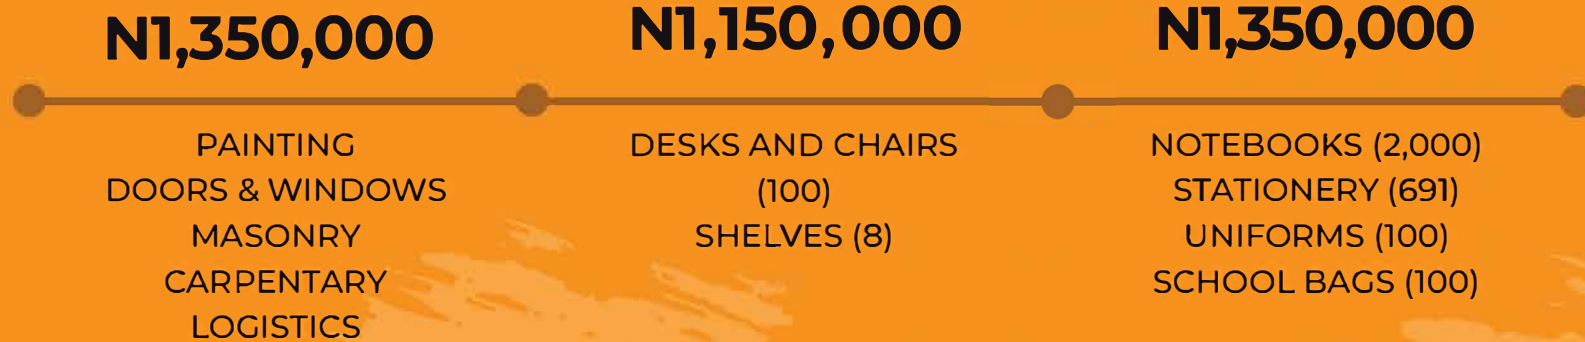 N1,350,000
PAINTING
DOORS & WINDOWS
MASONRY
CARPENTARY
LOGISTICS
N1,150,000
DESKS AND CHAIRS
(100)
SHELVES (8)
N1,350,000
NOTEBOOKS (2,000)
STATIONERY (691)
UNIFORMS (100)
SCHOOL BAGS (100)